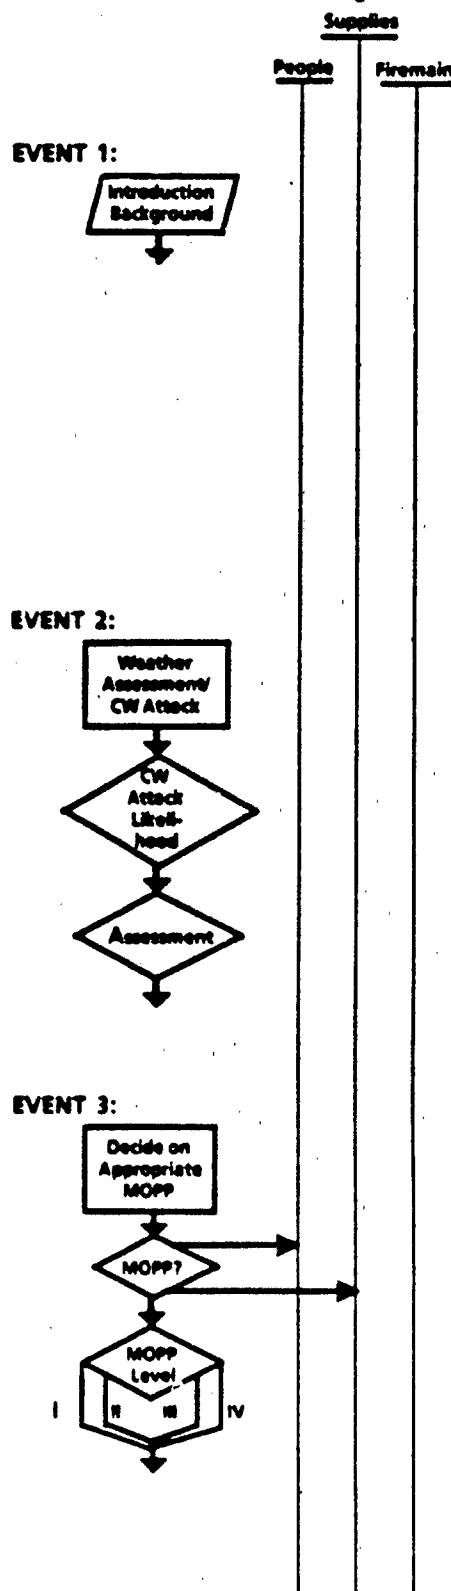 Supplies
People Firemain
EVENT 1:
Introduction
Background
EVENT 2:
Weather
Assessment/
CW Attack
CW
Attack
Likeli-
hood
Assessment
EVENT 3:
Decide on
Appropriate
MOPP
MOPP?
MOPP
Level
I II III IV